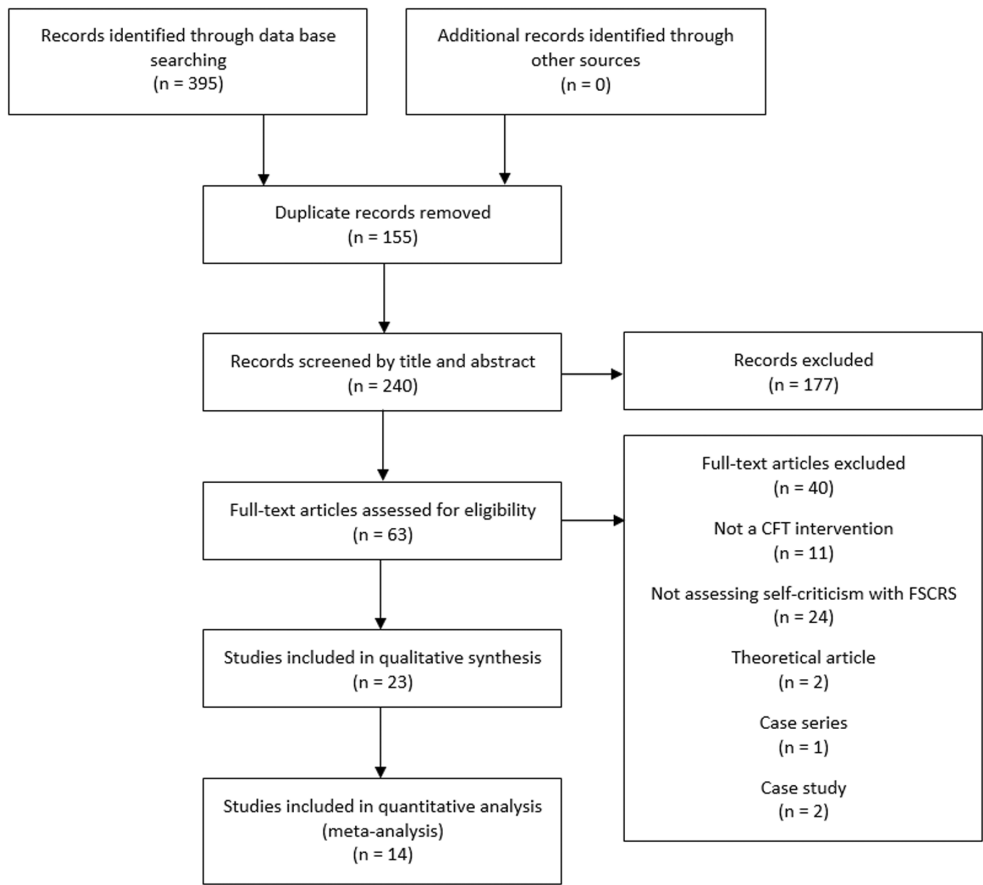 Records identified through data base
searching
(n = 395)
Additional records identified through
other sources
(n = 0)
Duplicate records removed
(n = 155)
Records screened by title and abstract
(n = 240)
Records excluded
(n = 177)
Full-text articles assessed for eligibility
(n = 63)
Full-text articles excluded
(n = 40)
Not a CFT intervention
(n = 11)
Not assessing self-criticism with FSCRS
(n = 24)
Theoretical article
(n = 2)
Case series
(n = 1)
Case study
(n = 2)
Studies included in qualitative synthesis
(n = 23)
Studies included in quantitative analysis
(meta-analysis)
(n = 14)